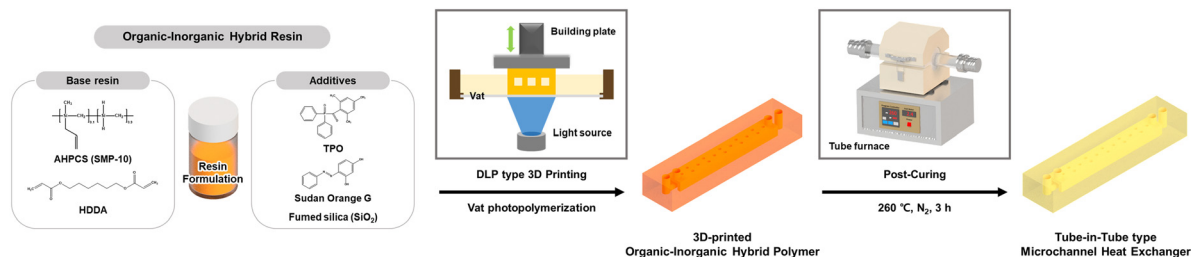 Organic-Inorganic Hybrid Resin
Base resin
AHPCS (SMP-10)
HDDA
Resin
Formulation
Additives
TPO
Sudan Orange G
Fumed silica (SiO₂)
Building plate
Vat
Light source
DLP type 3D Printing
Vat photopolymerization
3D-printed
Organic-Inorganic Hybrid Polymer
Tube furnace
Post-Curing
260 ℃, N₂, 3 h
Tube-in-Tube type
Microchannel Heat Exchanger